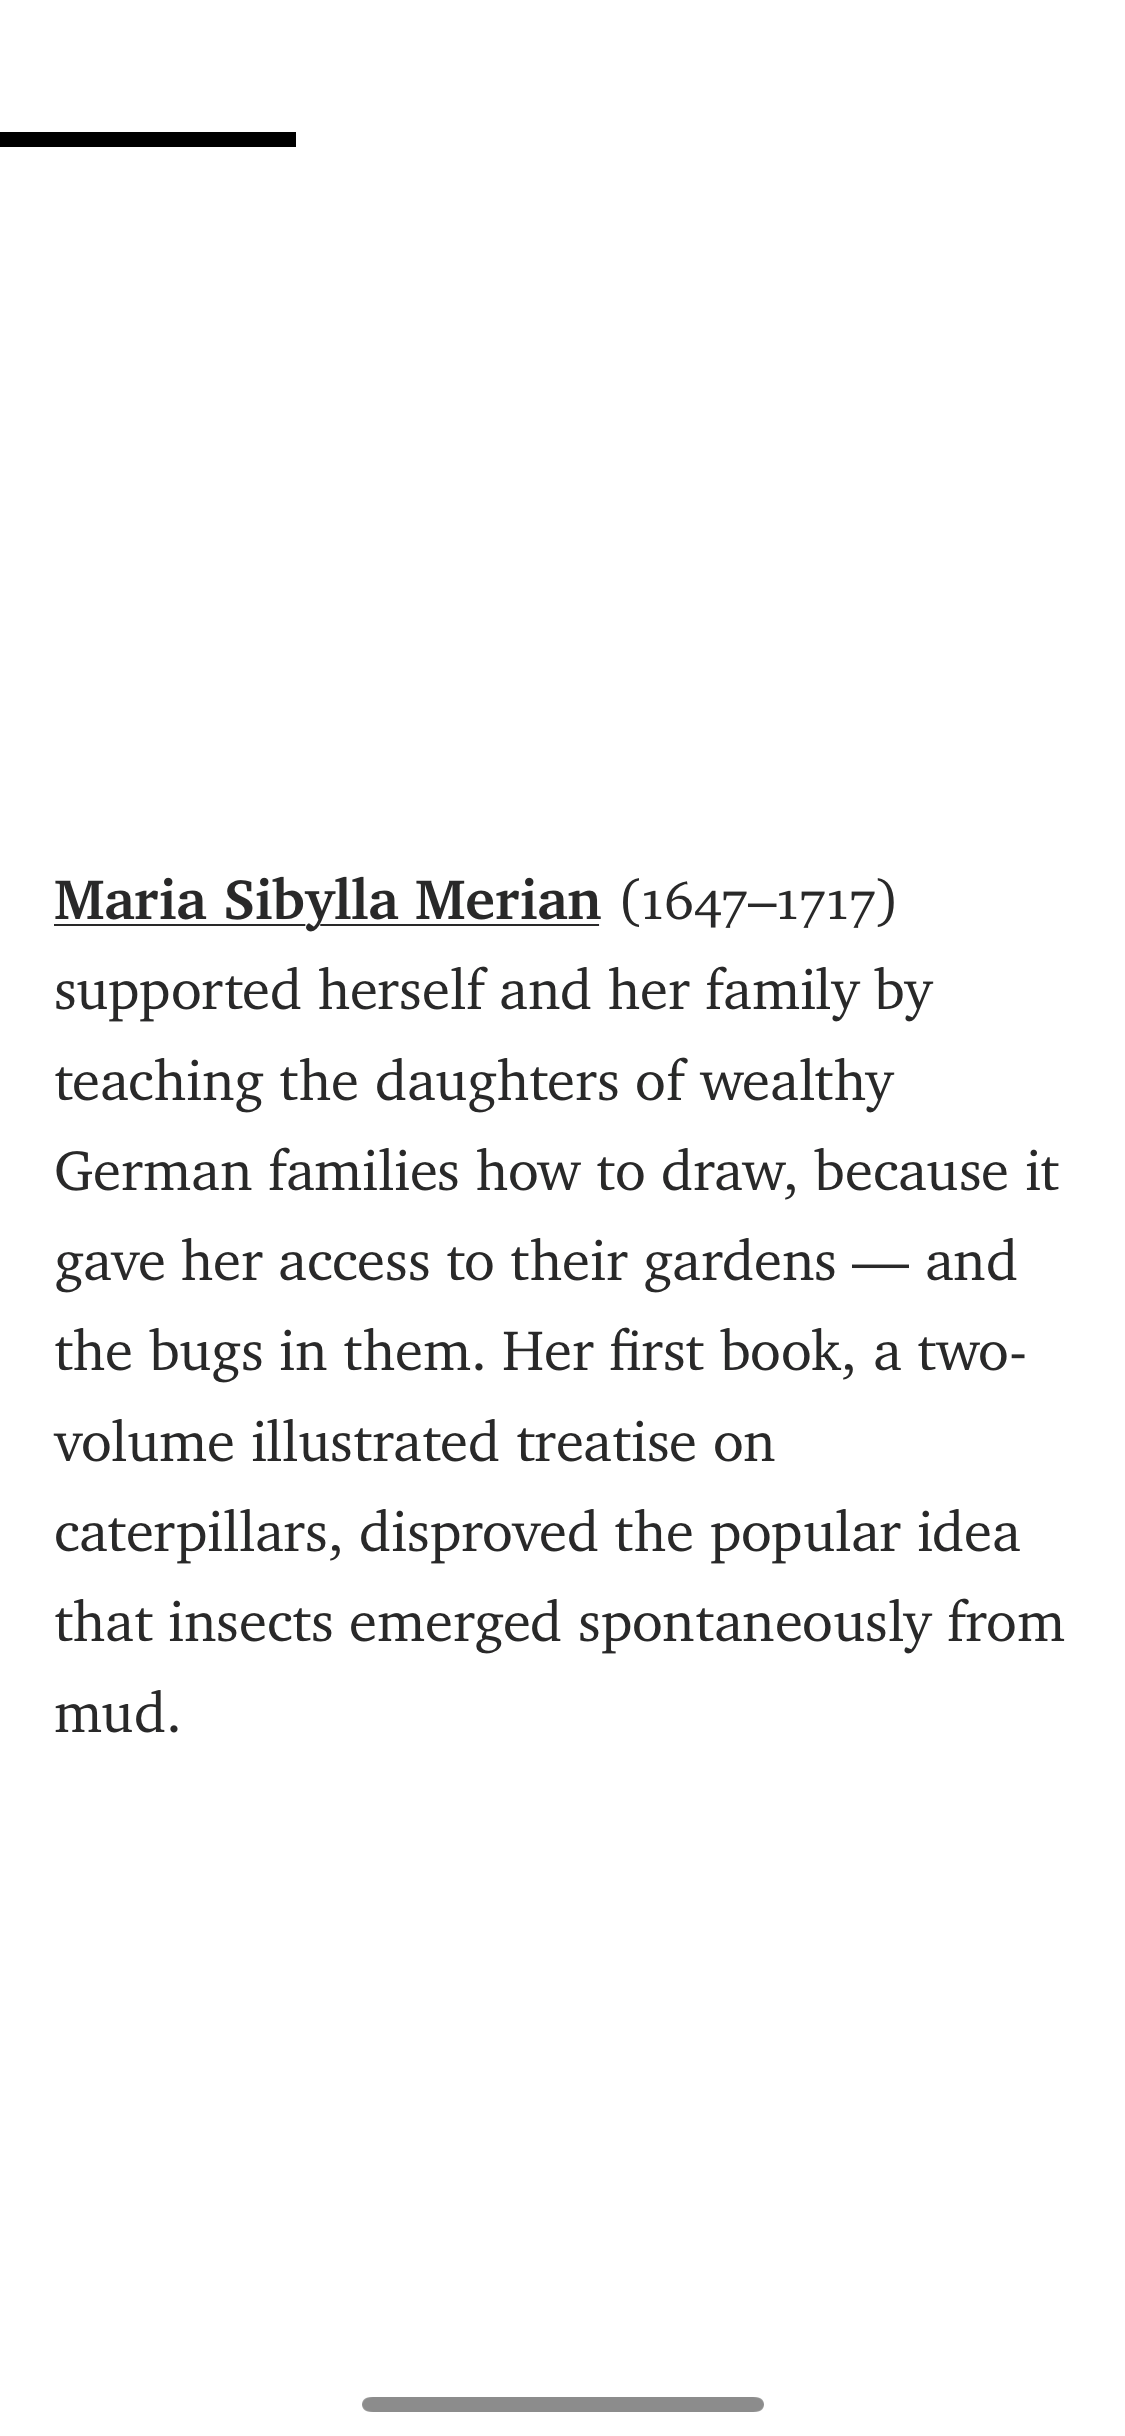 Maria Sibylla Merian (1647–1717)
supported herself and her family by
teaching the daughters of wealthy
German families how to draw, because it
gave her access to their gardens — and
the bugs in them. Her first book, a two-
volume illustrated treatise on
caterpillars, disproved the popular idea
that insects emerged spontaneously from
mud.